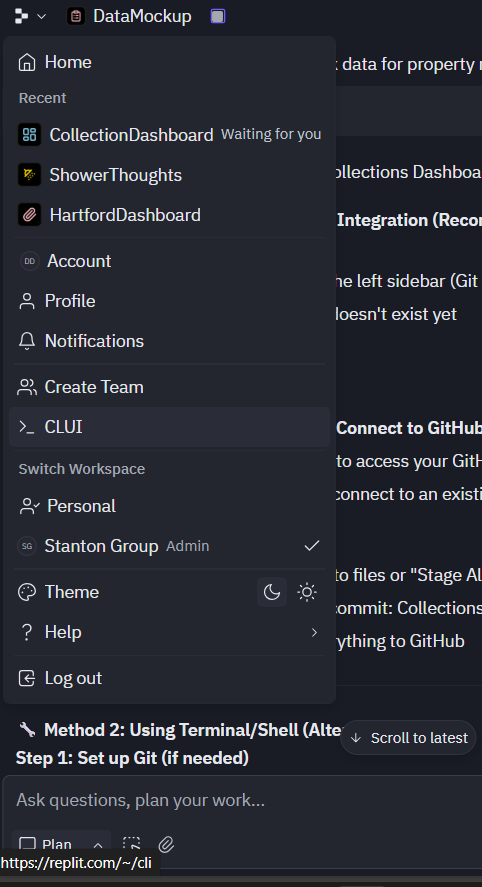 DataMockup
Home
data for property
Recent
CollectionDashboard Waiting for you
ollections Dashboa
ShowerThoughts
HartfordDashboard
Integration (Recor
DD Account
he left sidebar (Git
Profile
doesn't exist yet
Notifications
Create Team
CLUI
Connect to GitHub
to access your GitH
Switch Workspace
connect to an existi
Personal
SG Stanton Group Admin
to files or "Stage Al
Theme
commit: Collections
Help
rything to GitHub
Log out
Method 2: Using Terminal/Shell (Alte
Scroll to latest
Step 1: Set up Git (if needed)
Ask questions, plan your work...
Plan
https://replit.com/~/cli